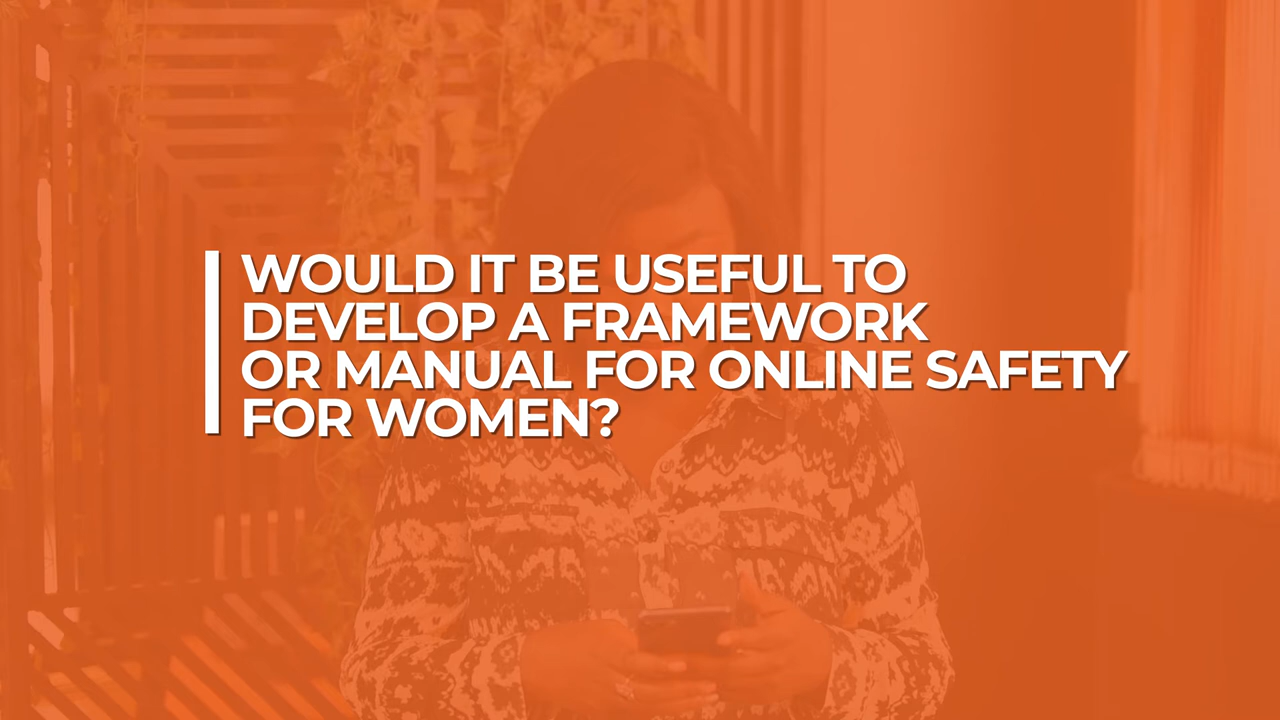 WOULD IT BE USEFUL TO
DEVELOP A FRAMEWORK
OR MANUAL FOR ONLINE SAFETY
FOR WOMEN?